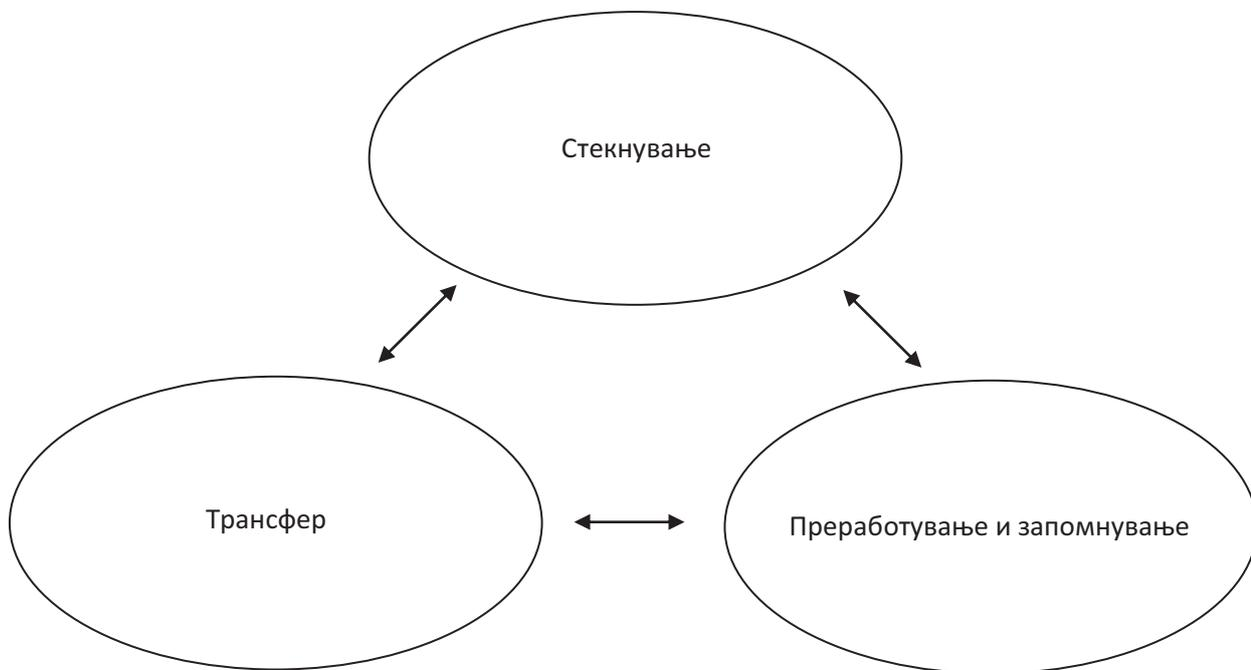 Стекнување
Трансфер
Преработување и запомнување